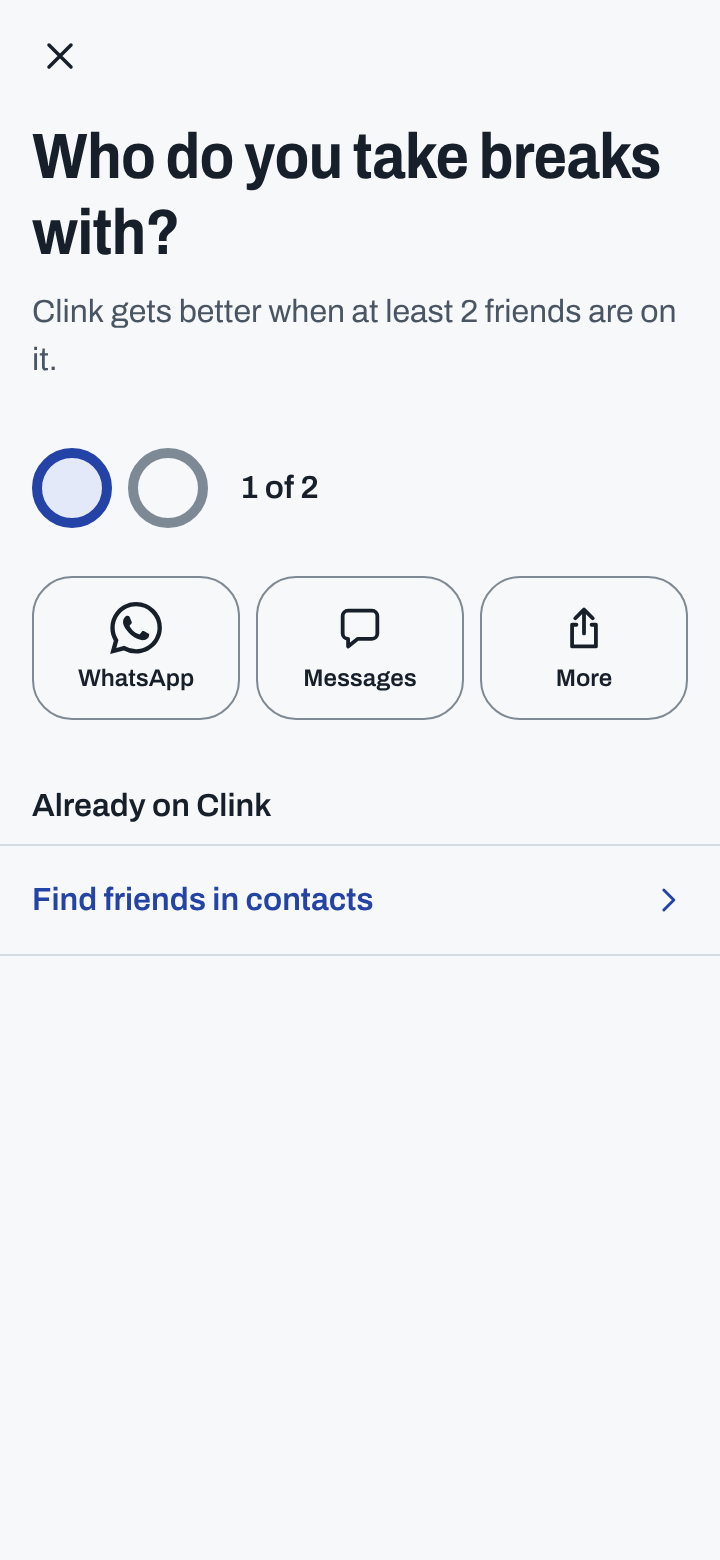 Who do you take breaks
with?
Clink gets better when at least 2 friends are on
it.
1 of 2
WhatsApp
Messages
More
Already on Clink
Find friends in contacts